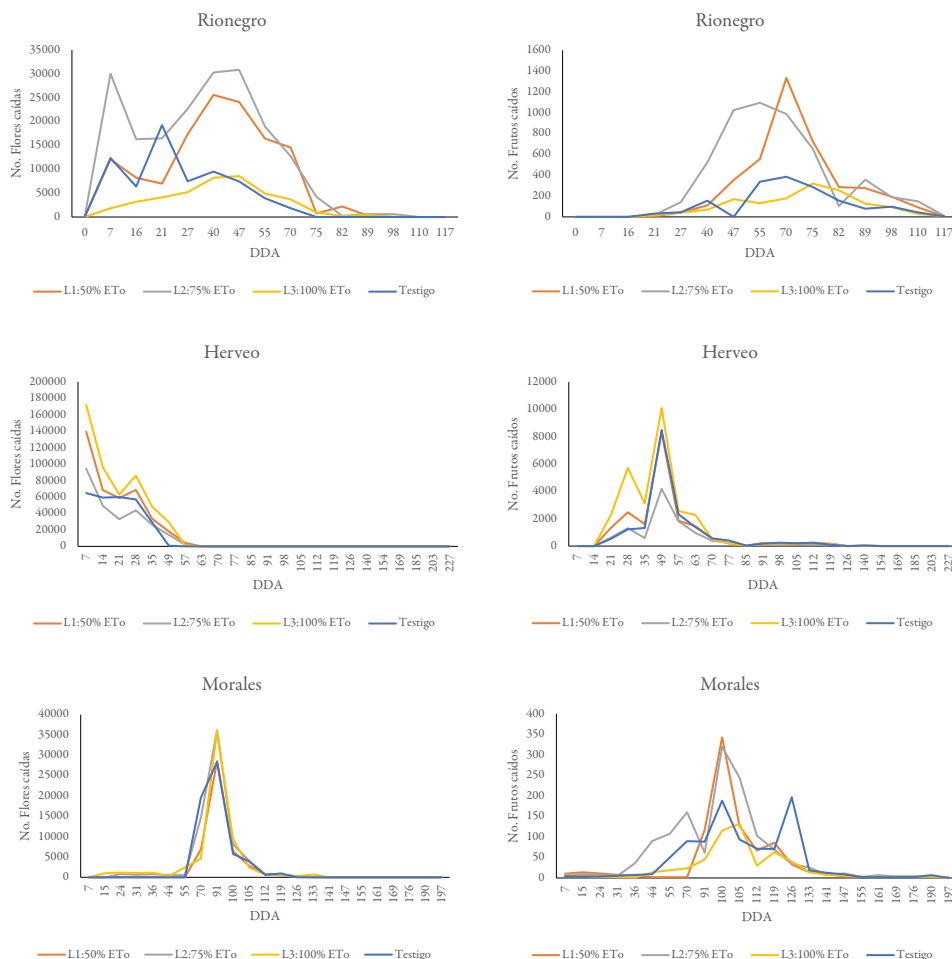 Rionegro
No. Flores caídas
35000
30000
25000
20000
15000
10000
5000
0
0 7 16 21 27 40 47 55 70 75 82 89 98 110 117
DDA
L1:50% ETo L2:75% ETo L3:100% ETo Testigo
Rionegro
No. Frutos caídos
1600
1400
1200
1000
800
600
400
200
0
0 7 16 21 27 40 47 55 70 75 82 89 98 110 117
DDA
L1:50% ETo L2:75% ETo L3:100% ETo Testigo
Herveo
No. Flores caídas
200000
180000
160000
140000
120000
100000
80000
60000
40000
20000
0
7 14 21 28 35 49 57 63 70 77 85 91 98 105 112 119 126 140 154 169 185 203 227
DDA
L1:50% ETo L2:75% ETo L3:100% ETo Testigo
Herveo
No. Frutos caídos
12000
10000
8000
6000
4000
2000
0
7 14 21 28 35 49 57 63 70 77 85 91 98 105 112 119 126 140 154 169 185 203 227
DDA
L1:50% ETo L2:75% ETo L3:100% ETo Testigo
Morales
No. Flores caídas
40000
35000
30000
25000
20000
15000
10000
5000
0
7 15 24 31 36 44 55 70 91 100 105 112 119 126 133 141 147 155 161 169 176 190 197
DDA
L1:50% ETo L2:75% ETo L3:100% ETo Testigo
Morales
No. Frutos caídos
400
350
300
250
200
150
100
50
0
7 15 24 31 36 44 55 70 91 100 105 112 119 126 133 141 147 155 161 169 176 190 197
DDA
L1:50% ETo L2:75% ETo L3:100% ETo Testigo